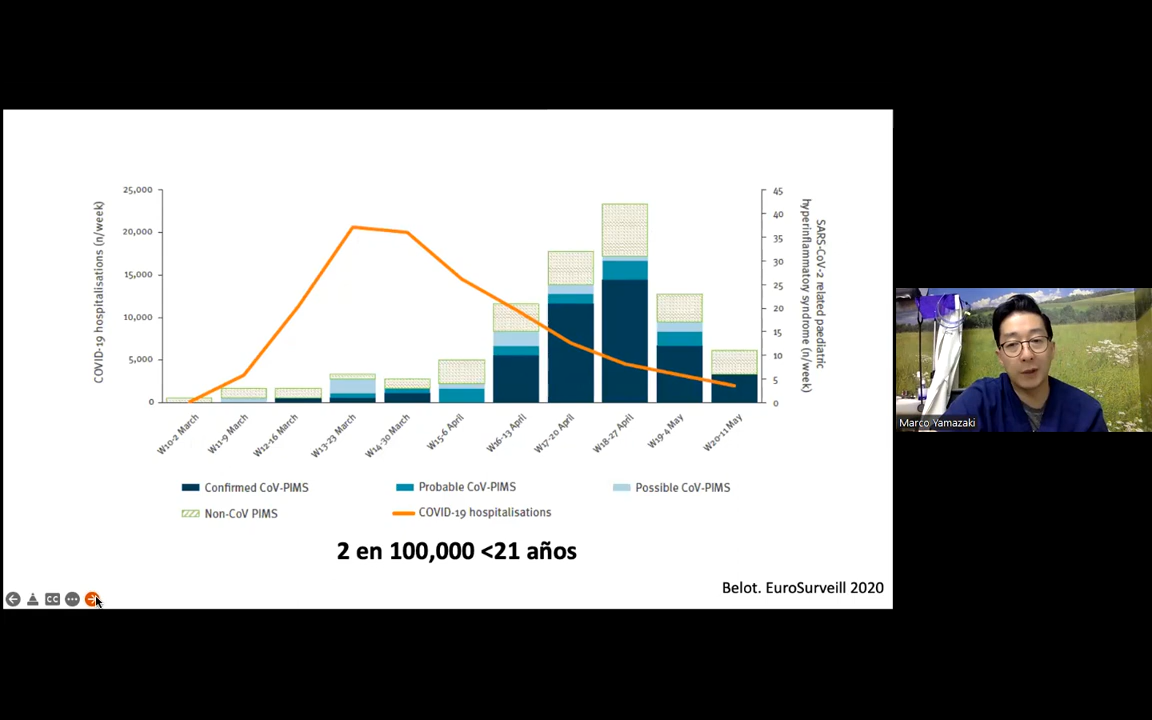 25,000
20,000
15,000
10,000
5,000
0
COVID-19 hospitalisations (n/week)
45
40
35
30
25
20
15
10
5
0
SARS-CoV-2 related paediatric
hyperinflammatory syndrome (n/week)
W10-2 March
W11-9 March
W12-16 March
W13-23 March
W14-30 March
W15-6 April
W16-13 April
W17-20 April
W18-27 April
W19-4 May
W20-11 May
Confirmed CoV-PIMS
Probable CoV-PIMS
Possible CoV-PIMS
Non-CoV PIMS
COVID-19 hospitalisations
2 en 100,000 <21 años
Belot. EuroSurveill 2020
CC
Marco Yamazaki